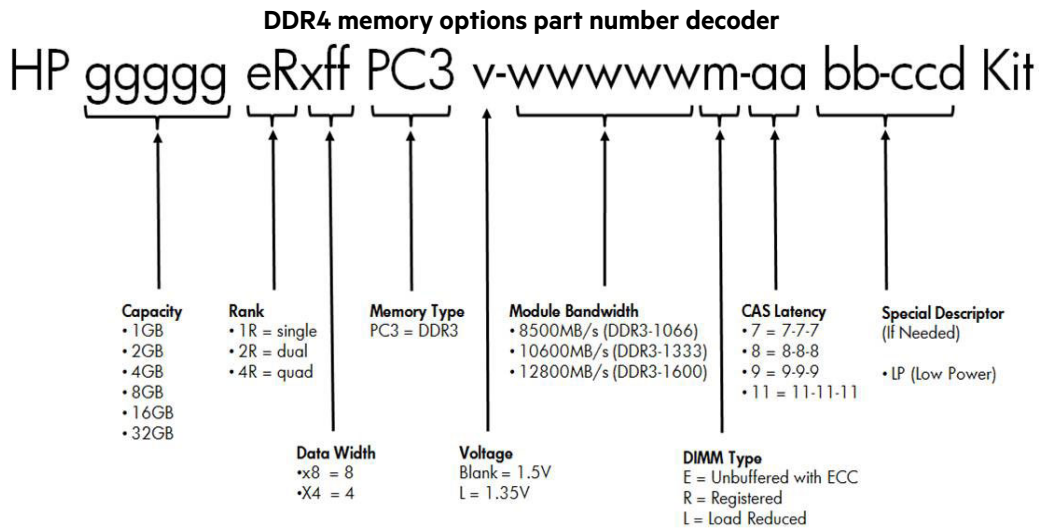 DDR4 memory options part number decoder
HP ggggg eRxff PC3 v-wwwwwm-aa bb-ccd Kit
Capacity
• 1GB
• 2GB
• 4GB
• 8GB
• 16GB
• 32GB
Rank
• 1R = single
• 2R = dual
• 4R = quad
Memory Type
PC3 = DDR3
Module Bandwidth
• 8500MB/s (DDR3-1066)
• 10600MB/s (DDR3-1333)
• 12800MB/s (DDR3-1600)
CAS Latency
• 7 = 7-7-7
• 8 = 8-8-8
• 9 = 9-9-9
• 11 = 11-11-11
Special Descriptor
(If Needed)
• LP (Low Power)
Data Width
•x8 = 8
•X4 = 4
Voltage
Blank = 1.5V
L = 1.35V
DIMM Type
E = Unbuffered with ECC
R = Registered
L = Load Reduced